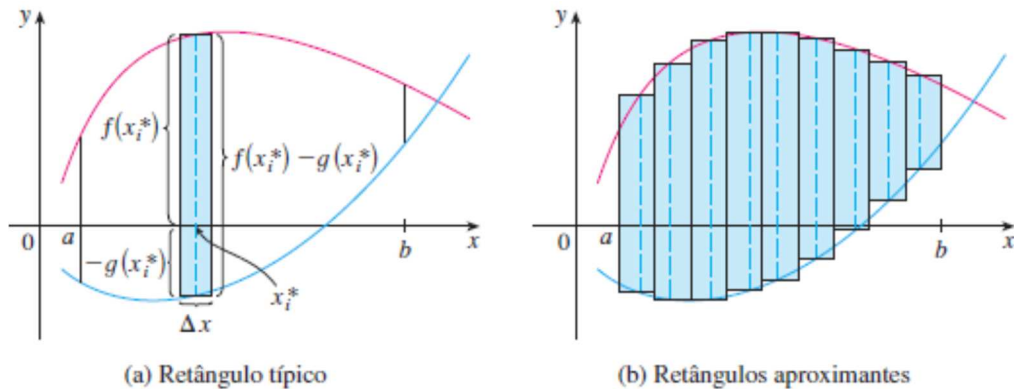 y
f(x_i*)
f(x_i*) − g(x_i*)
0
a
b
x
−g(x_i*)
x_i*
Δx
(a) Retângulo típico
y
0
a
b
x
(b) Retângulos aproximantes